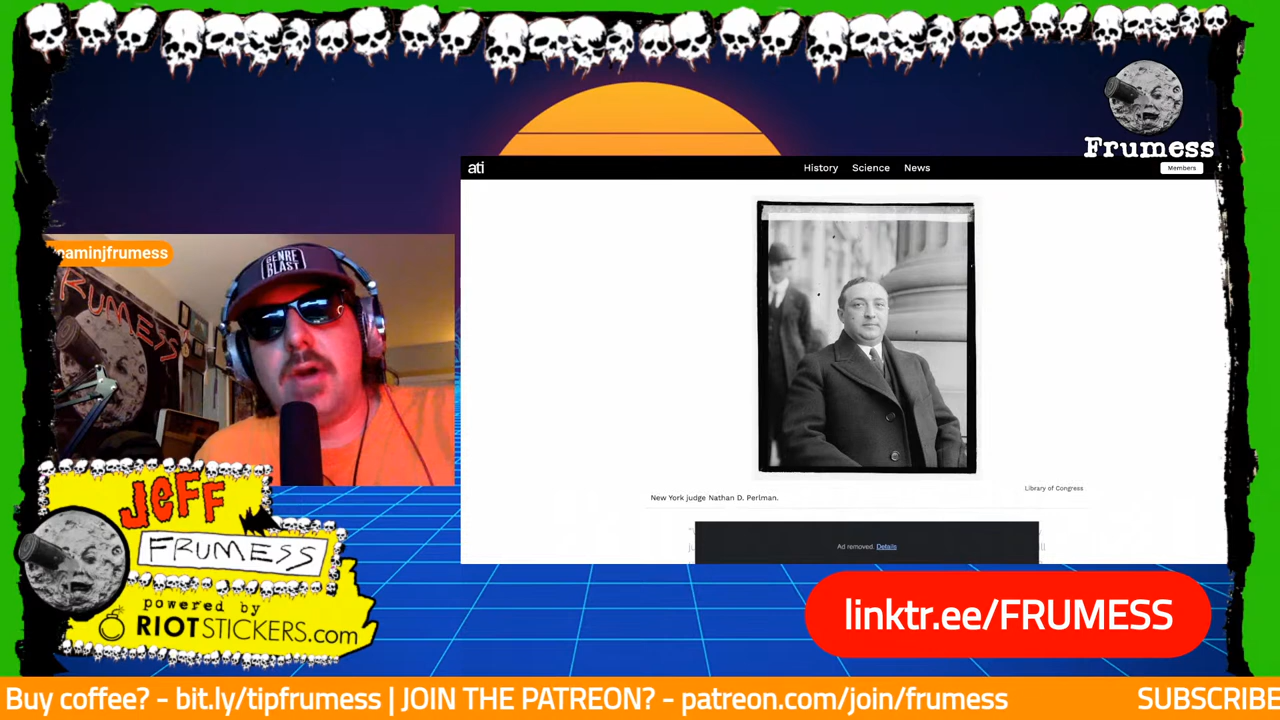 Frumess
ati
History Science News
Members
f
GENRE
BLAST
FRUMESS
New York judge Nathan D. Perlman.
Library of Congress
Ad removed. Details
JeFF
FRUMESS
powered by
RIOTSTICKERS.com
linktr.ee/FRUMESS
Buy coffee? - bit.ly/tipfrumess | JOIN THE PATREON? - patreon.com/join/frumess
SUBSCRIBE